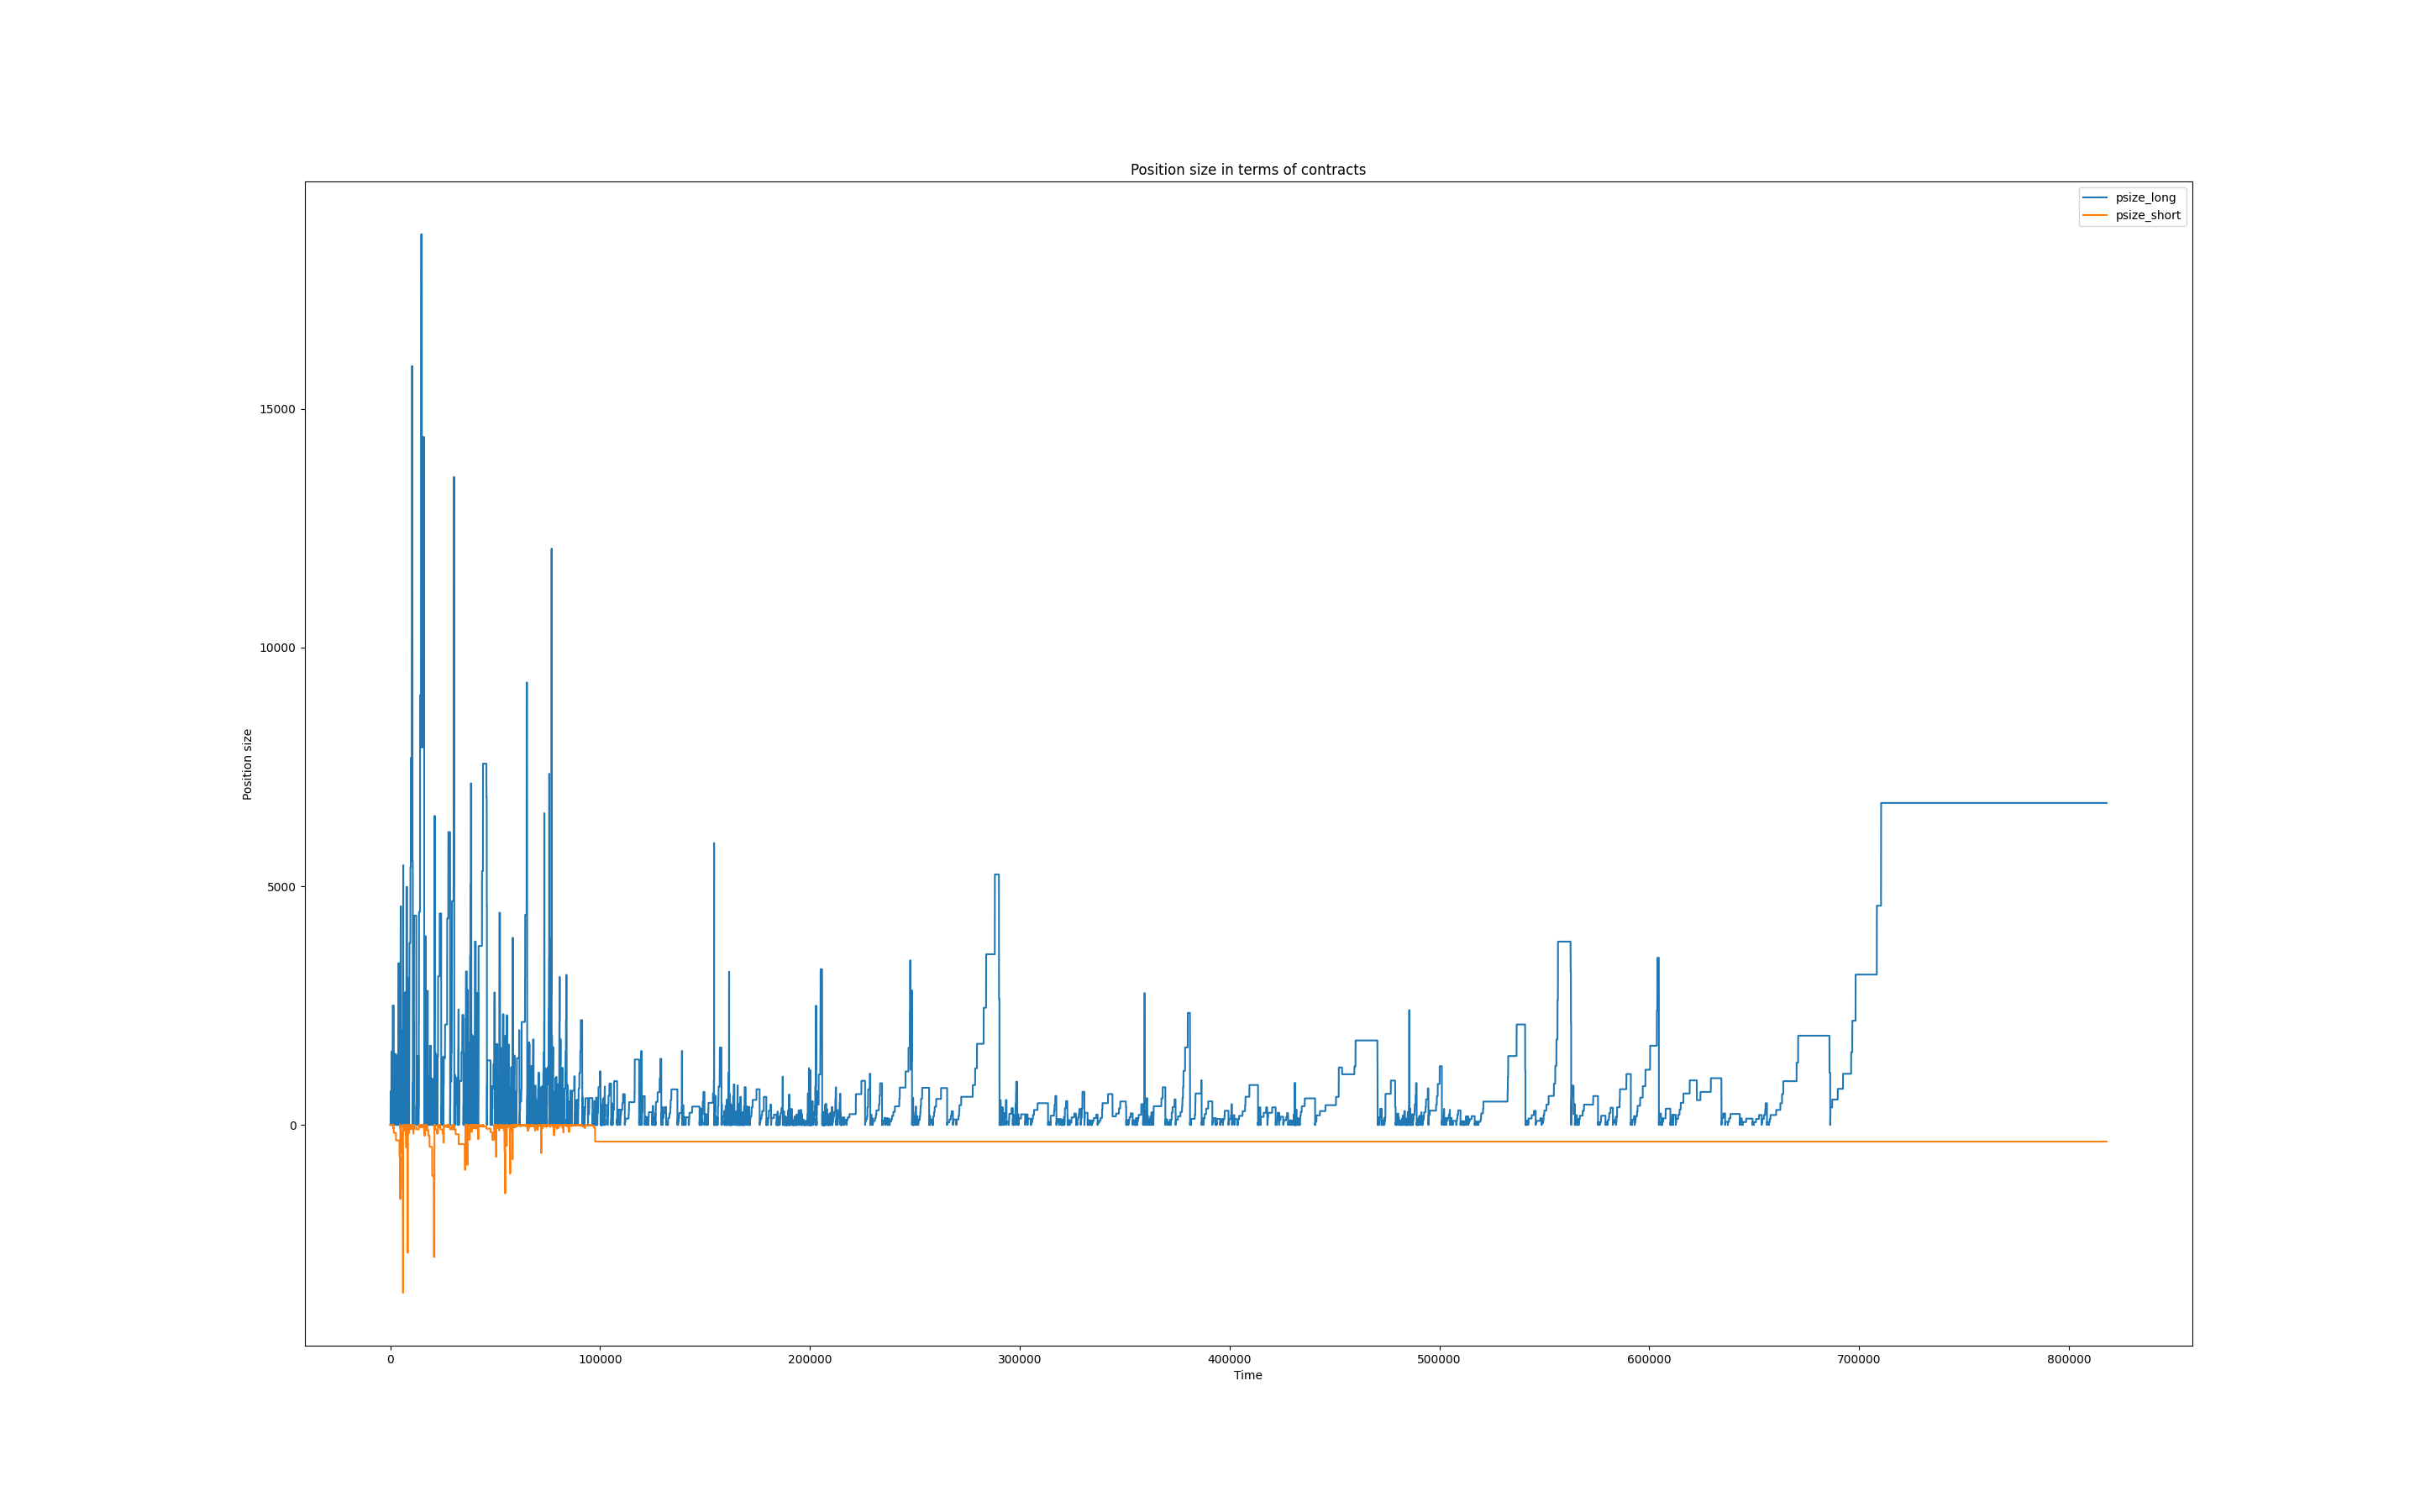 Position size in terms of contracts
psize_long
psize_short
15000
10000
5000
0
Position size
0 100000 200000 300000 400000 500000 600000 700000 800000
Time